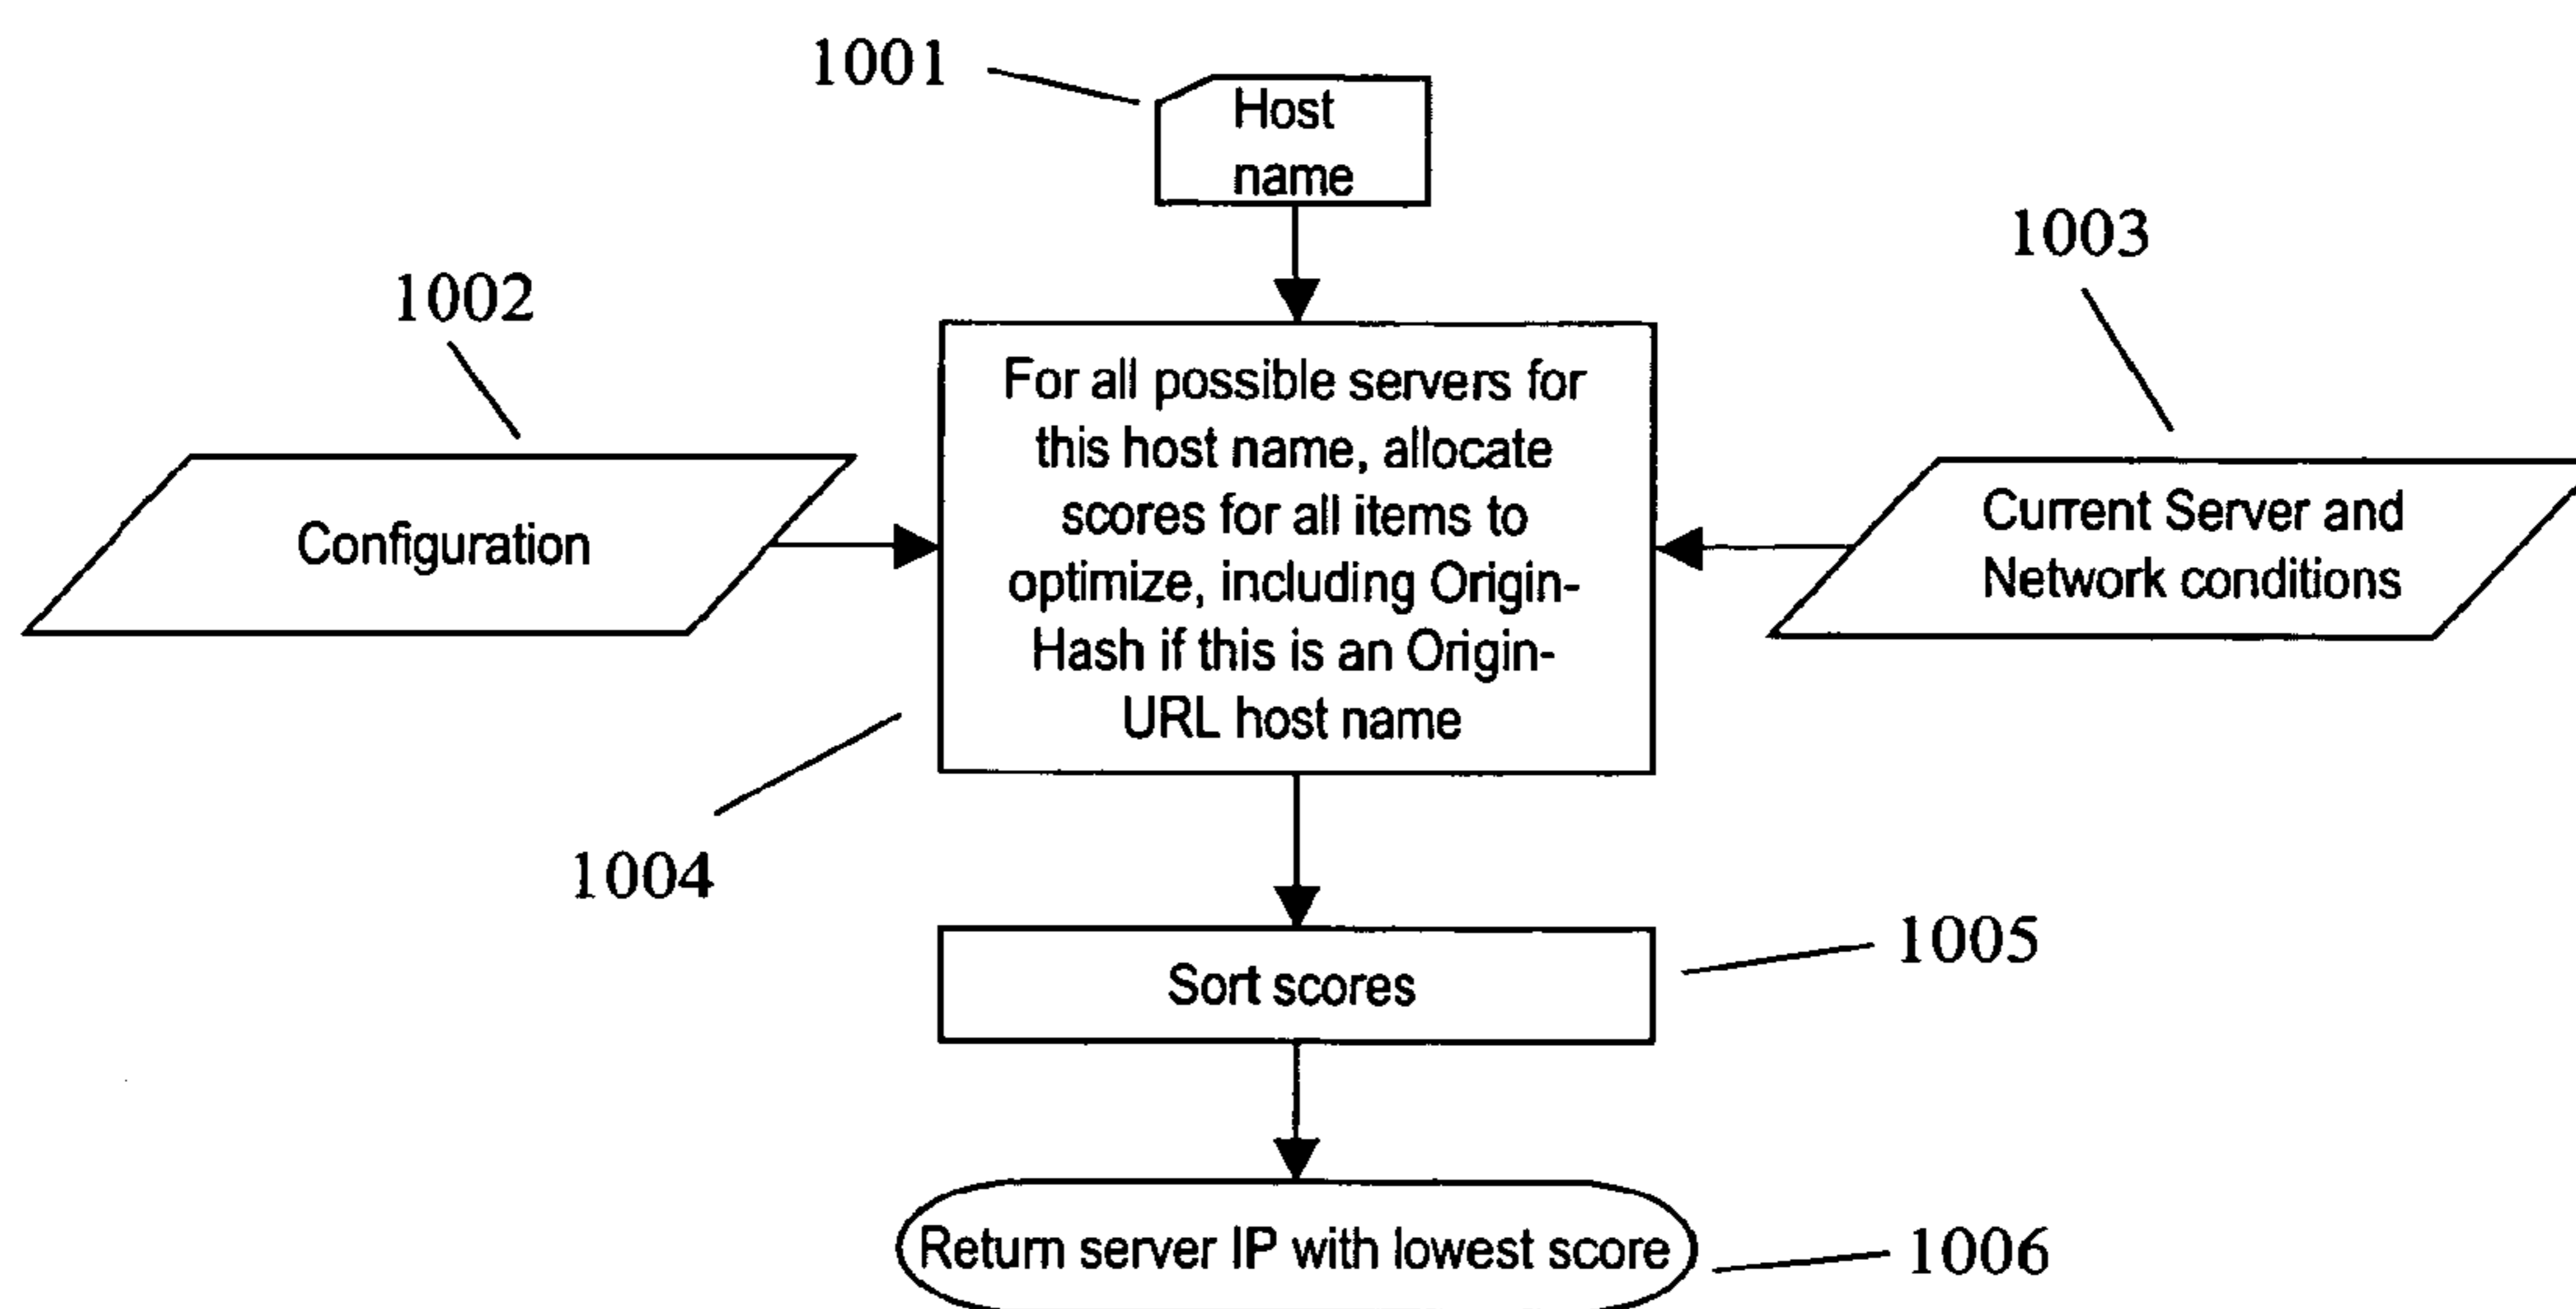 1001
Host
name
1003
1002
For all possible servers for
this host name, allocate
scores for all items to
optimize, including Origin-
Hash if this is an Origin-
URL host name
Configuration
Current Server and
Network conditions
1004
Sort scores
1005
Return server IP with lowest score
1006